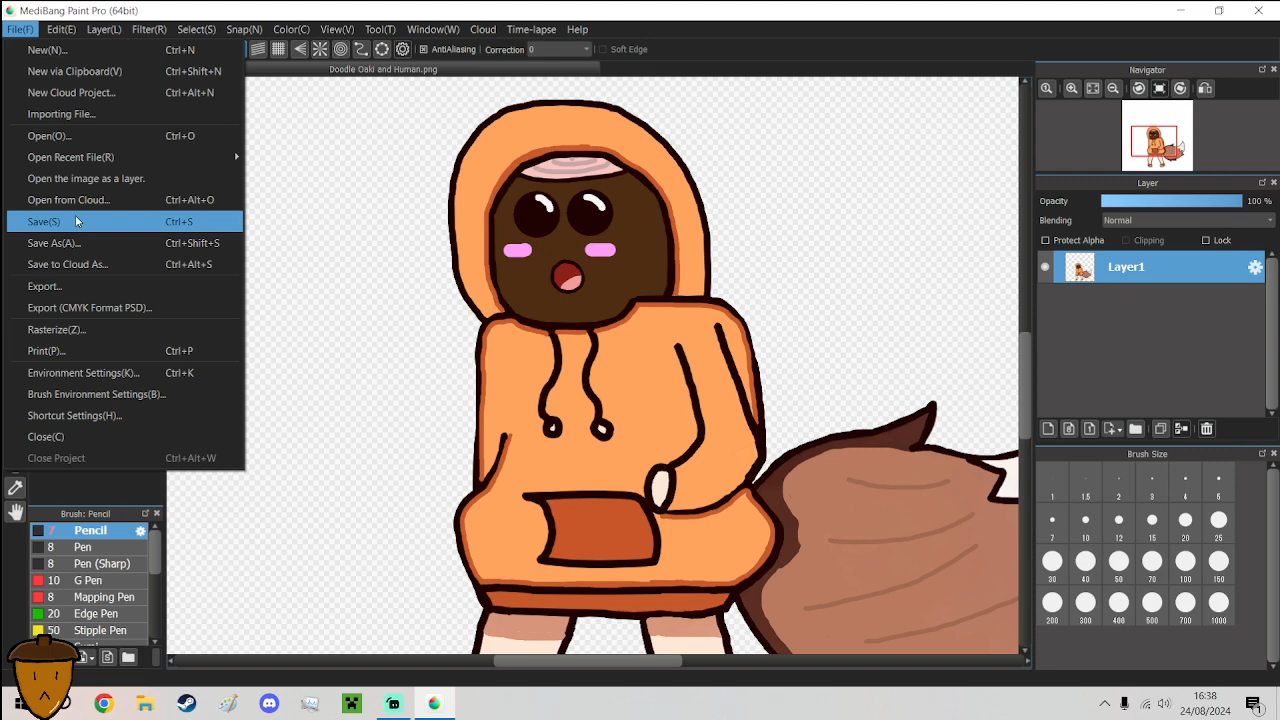 MediBang Paint Pro (64bit)
File(F) Edit(E) Layer(L) Filter(R) Select(S) Snap(N) Color(C) View(V) Tool(T) Window(W) Cloud Time-lapse Help
AntiAliasing Correction 0 Soft Edge
Doodle Oaki and Human.png
New(N)... Ctrl+N
New via Clipboard(V) Ctrl+Shift+N
New Cloud Project... Ctrl+Alt+N
Importing File...
Open(O)... Ctrl+O
Open Recent File(R)
Open the image as a layer.
Open from Cloud... Ctrl+Alt+O
Save(S) Ctrl+S
Save As(A)... Ctrl+Shift+S
Save to Cloud As... Ctrl+Alt+S
Export...
Export (CMYK Format PSD)...
Rasterize(Z)...
Print(P)... Ctrl+P
Environment Settings(K)... Ctrl+K
Brush Environment Settings(B)...
Shortcut Settings(H)...
Close(C)
Close Project Ctrl+Alt+W
Brush: Pencil
7 Pencil
8 Pen
8 Pen (Sharp)
10 G Pen
8 Mapping Pen
20 Edge Pen
50 Stipple Pen
Navigator
Layer
Opacity 100 %
Blending Normal
Protect Alpha Clipping Lock
Layer1
Brush Size
1 1.5 2 3 4 5
7 10 12 15 20 25
30 40 50 70 100 150
200 300 400 500 700 1000
16:38
24/08/2024
1